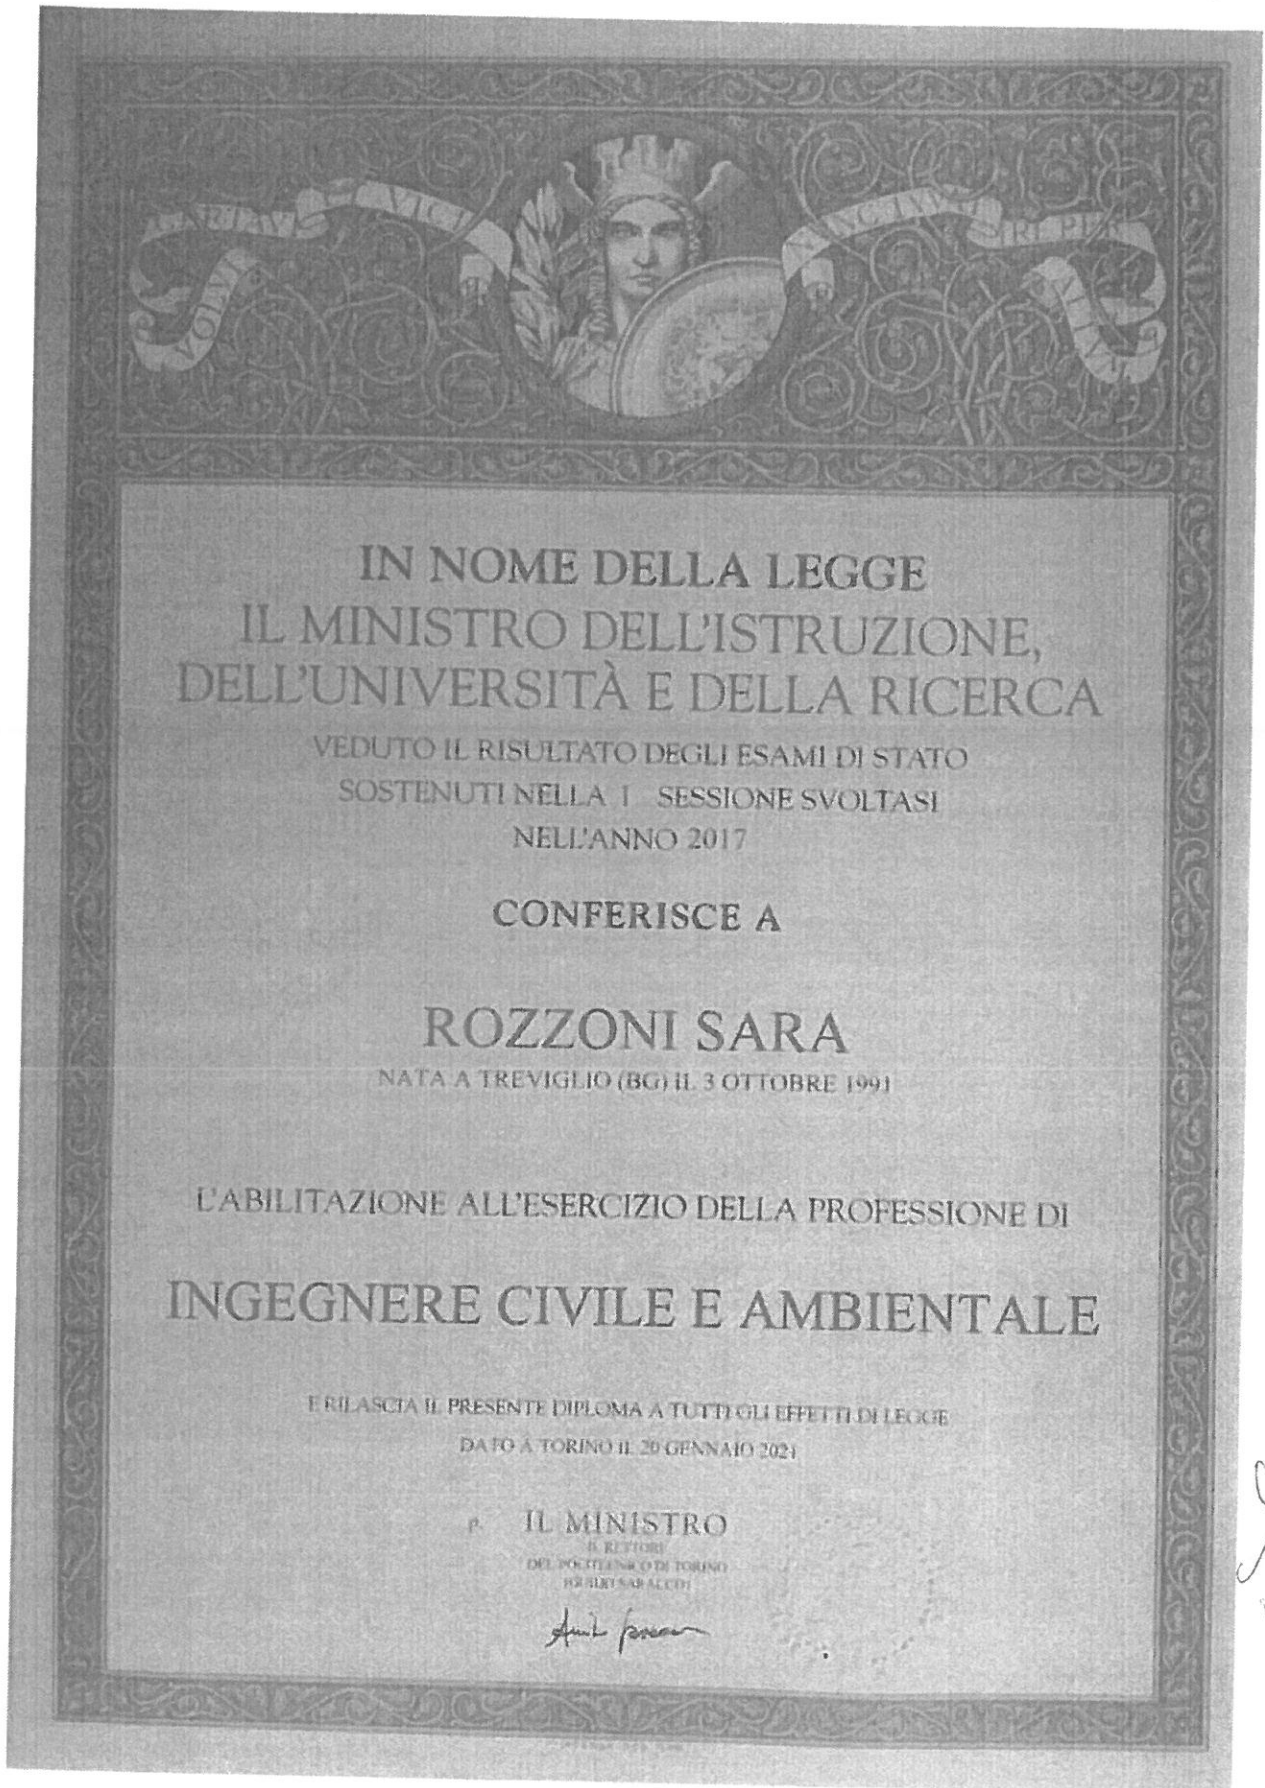 VOLAT
VICI
IN NOME DELLA LEGGE
IL MINISTRO DELL'ISTRUZIONE,
DELL'UNIVERSITÀ E DELLA RICERCA
VEDUTO IL RISULTATO DEGLI ESAMI DI STATO
SOSTENUTI NELLA I SESSIONE SVOLTASI
NELL'ANNO 2017
CONFERISCE A
ROZZONI SARA
NATA A TREVIGLIO (BG) IL 3 OTTOBRE 1991
L'ABILITAZIONE ALL'ESERCIZIO DELLA PROFESSIONE DI
INGEGNERE CIVILE E AMBIENTALE
E RILASCIA IL PRESENTE DIPLOMA A TUTTI GLI EFFETTI DI LEGGE
DATO A TORINO IL 20 GENNAIO 2021
P. IL MINISTRO
IL RETTORE
DEL POLITECNICO DI TORINO